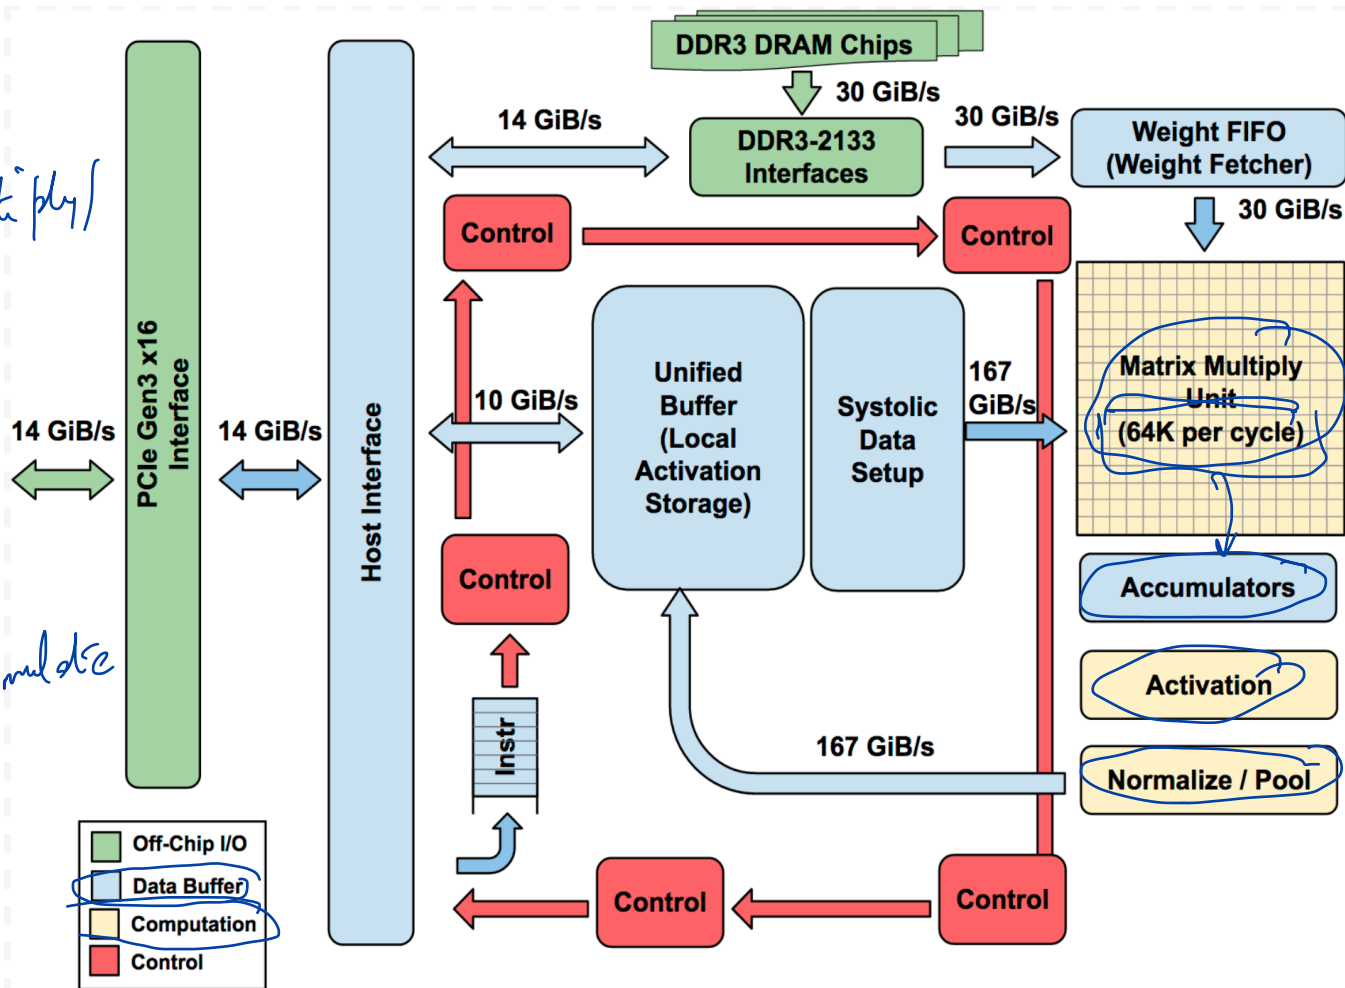 DDR3 DRAM Chips
30 GiB/s
14 GiB/s
DDR3-2133
Interfaces
30 GiB/s
Weight FIFO
(Weight Fetcher)
30 GiB/s
Control
Control
PCIe Gen3 x16
Interface
Host Interface
14 GiB/s
14 GiB/s
10 GiB/s
Unified
Buffer
(Local
Activation
Storage)
Systolic
Data
Setup
167
GiB/s
Matrix Multiply
Unit
(64K per cycle)
Control
Accumulators
Activation
Instr
167 GiB/s
Normalize / Pool
Off-Chip I/O
Data Buffer
Computation
Control
Control
Control